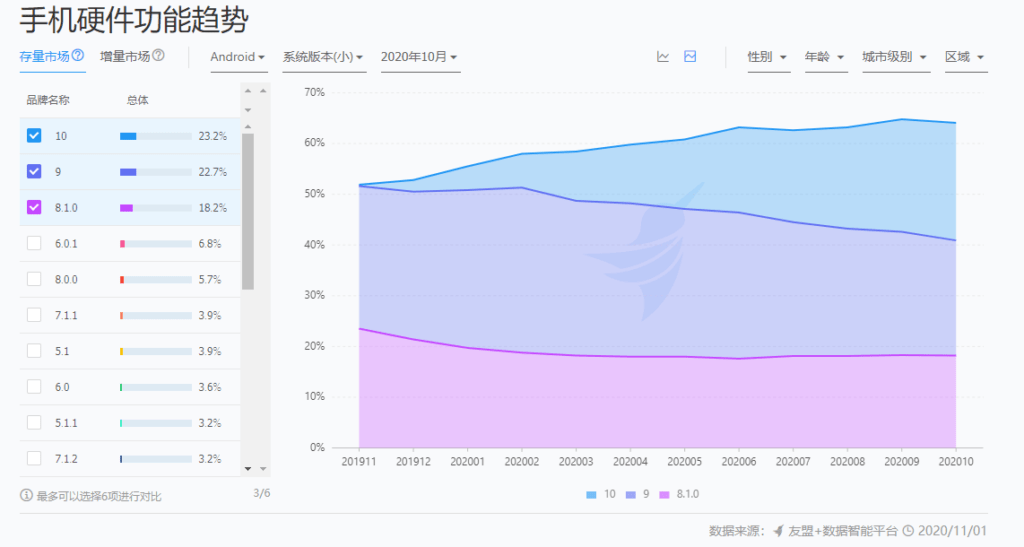 手机硬件功能趋势
存量市场 增量市场 Android 系统版本(小) 2020年10月 性别 年龄 城市级别 区域
品牌名称 总体
10 23.2%
9 22.7%
8.1.0 18.2%
6.0.1 6.8%
8.0.0 5.7%
7.1.1 3.9%
5.1 3.9%
6.0 3.6%
5.1.1 3.2%
7.1.2 3.2%
最多可以选择6项进行对比 3/6
70%
60%
50%
40%
30%
20%
10%
0%
201911 201912 202001 202002 202003 202004 202005 202006 202007 202008 202009 202010
10 9 8.1.0
数据来源： 友盟+数据智能平台 2020/11/01